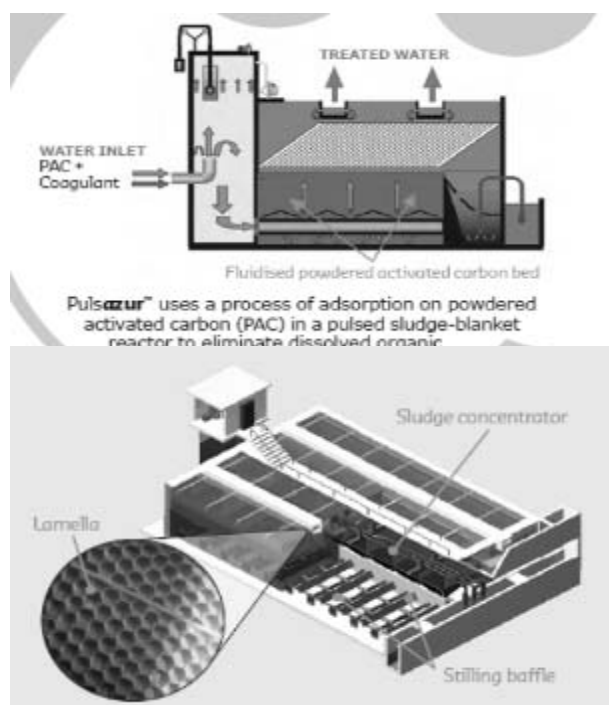 TREATED WATER
WATER INLET
PAC +
Coagulant
Fluidised powdered activated carbon bed
Pulsazur™ uses a process of adsorption on powdered
activated carbon (PAC) in a pulsed sludge-blanket
reactor to eliminate dissolved organic
Sludge concentrator
Lamella
Stilling baffle